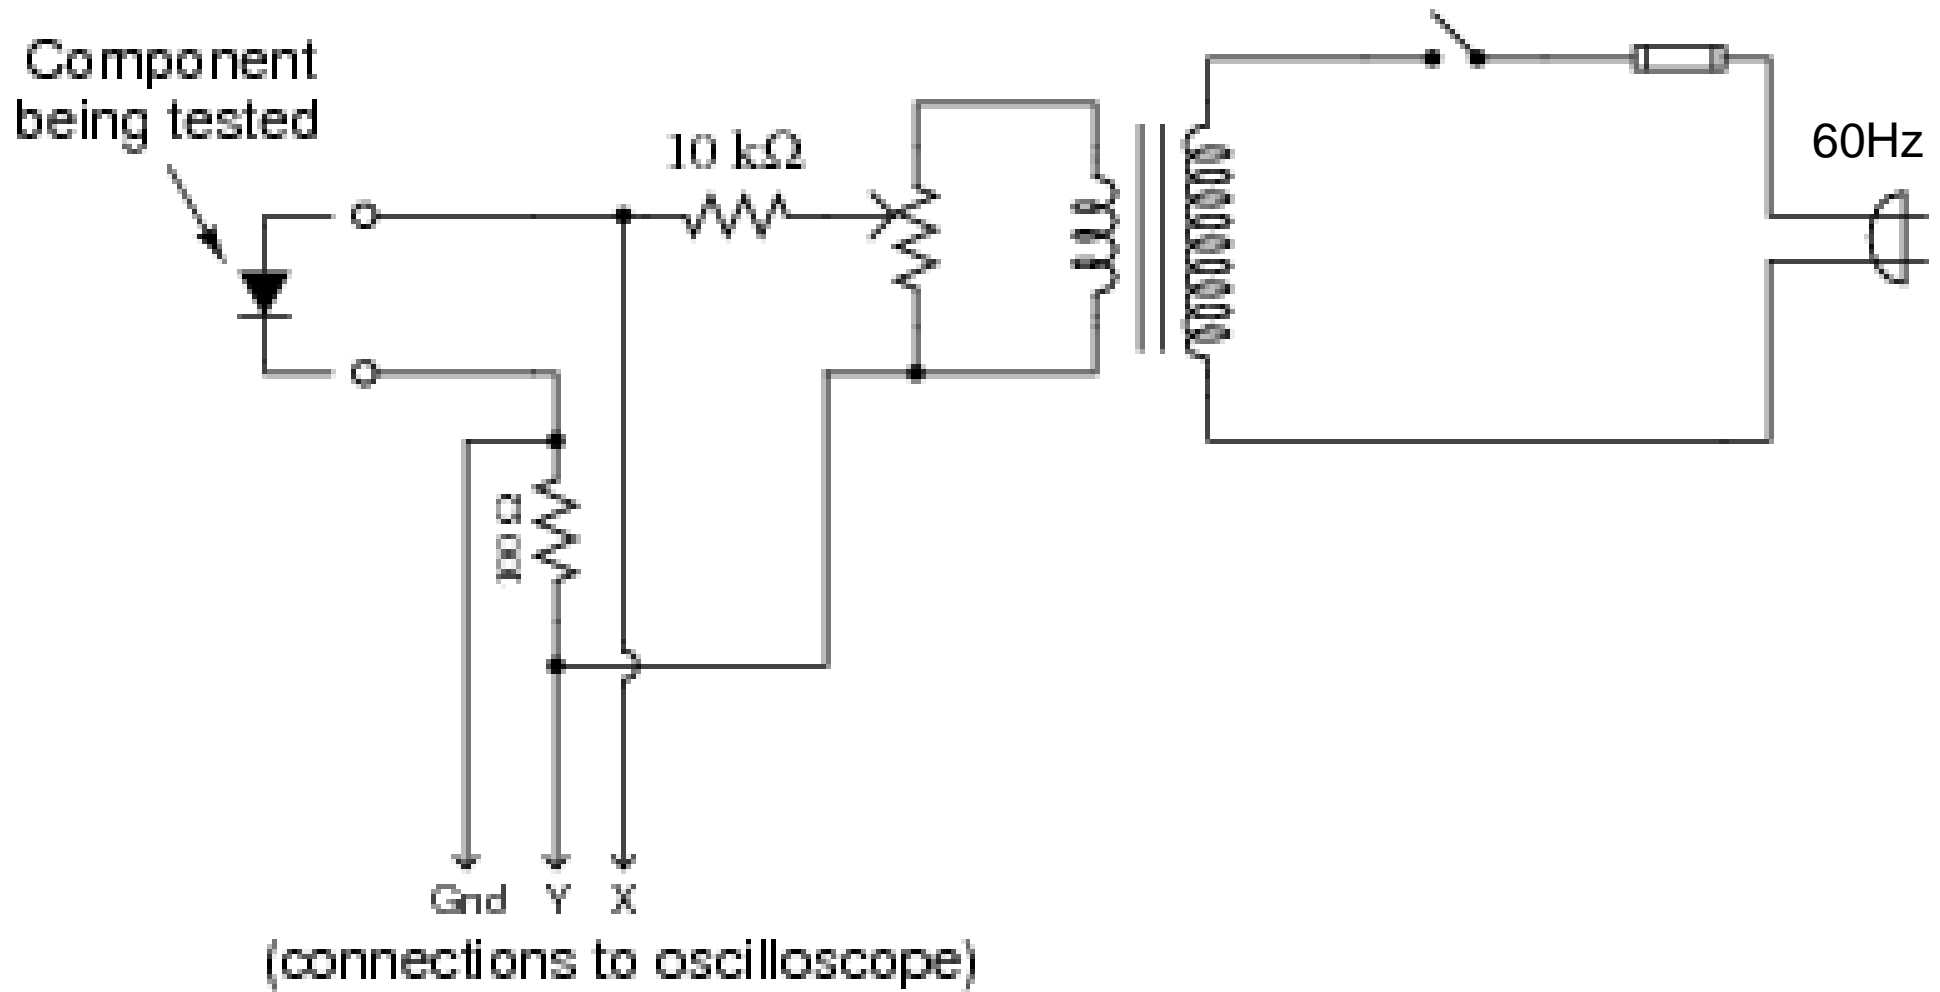 Component
being tested
10 kΩ
60Hz
100 Ω
Gnd Y X
(connections to oscilloscope)